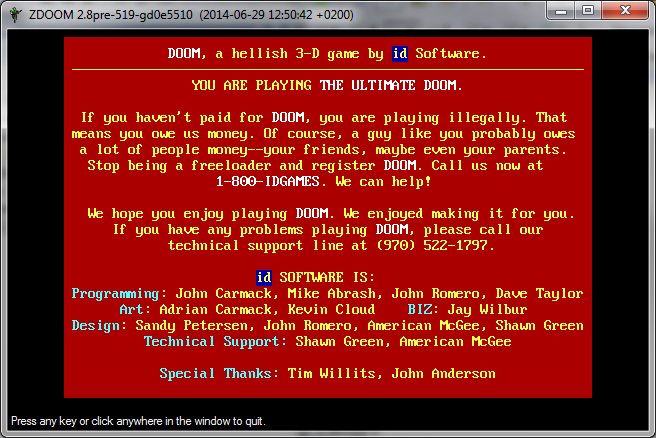 ZDOOM 2.8pre-519-gd0e5510 (2014-06-29 12:50:42 +0200)
DOOM, a hellish 3-D game by id Software.
YOU ARE PLAYING THE ULTIMATE DOOM.
If you haven't paid for DOOM, you are playing illegally. That
means you owe us money. Of course, a guy like you probably owes
a lot of people money--your friends, maybe even your parents.
Stop being a freeloader and register DOOM. Call us now at
1-800-IDGAMES. We can help!
We hope you enjoy playing DOOM. We enjoyed making it for you.
If you have any problems playing DOOM, please call our
technical support line at (970) 522-1797.
id SOFTWARE IS:
Programming: John Carmack, Mike Abrash, John Romero, Dave Taylor
Art: Adrian Carmack, Kevin Cloud BIZ: Jay Wilbur
Design: Sandy Petersen, John Romero, American McGee, Shawn Green
Technical Support: Shawn Green, American McGee
Special Thanks: Tim Willits, John Anderson
Press any key or click anywhere in the window to quit.